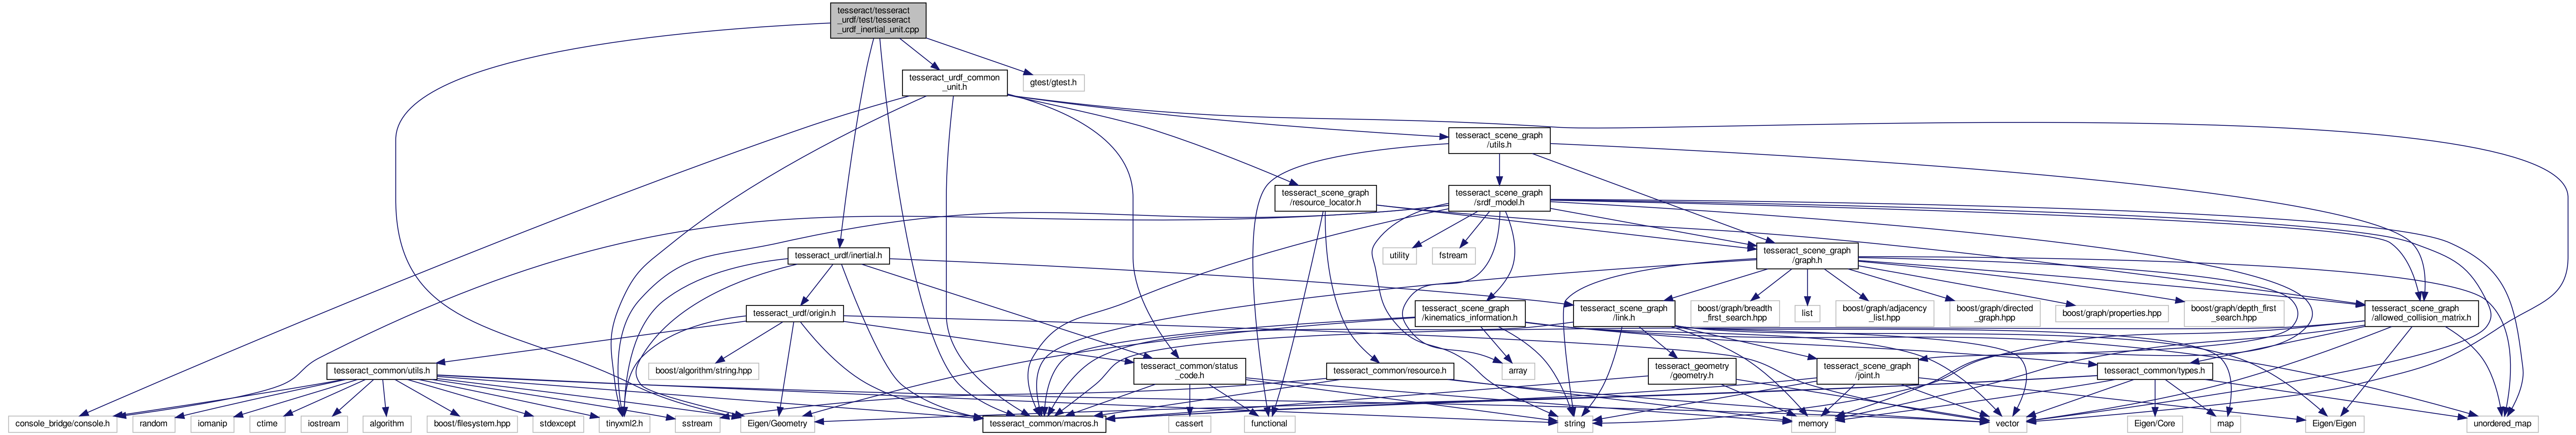 tesseract/tesseract
_urdf/test/tesseract
_urdf_inertial_unit.cpp
tesseract_urdf_common
_unit.h
gtest/gtest.h
tesseract_scene_graph
/utils.h
tesseract_scene_graph
/resource_locator.h
tesseract_scene_graph
/srdf_model.h
tesseract_urdf/inertial.h
utility
fstream
tesseract_scene_graph
/graph.h
tesseract_urdf/origin.h
tesseract_scene_graph
/kinematics_information.h
tesseract_scene_graph
/link.h
boost/graph/breadth
_first_search.hpp
list
boost/graph/adjacency
_list.hpp
boost/graph/directed
_graph.hpp
boost/graph/properties.hpp
boost/graph/depth_first
_search.hpp
tesseract_scene_graph
/allowed_collision_matrix.h
tesseract_common/utils.h
boost/algorithm/string.hpp
tesseract_common/status
_code.h
tesseract_common/resource.h
array
tesseract_geometry
/geometry.h
tesseract_scene_graph
/joint.h
tesseract_common/types.h
console_bridge/console.h
random
iomanip
ctime
iostream
algorithm
boost/filesystem.hpp
stdexcept
tinyxml2.h
sstream
Eigen/Geometry
tesseract_common/macros.h
cassert
functional
string
memory
vector
Eigen/Core
map
Eigen/Eigen
unordered_map